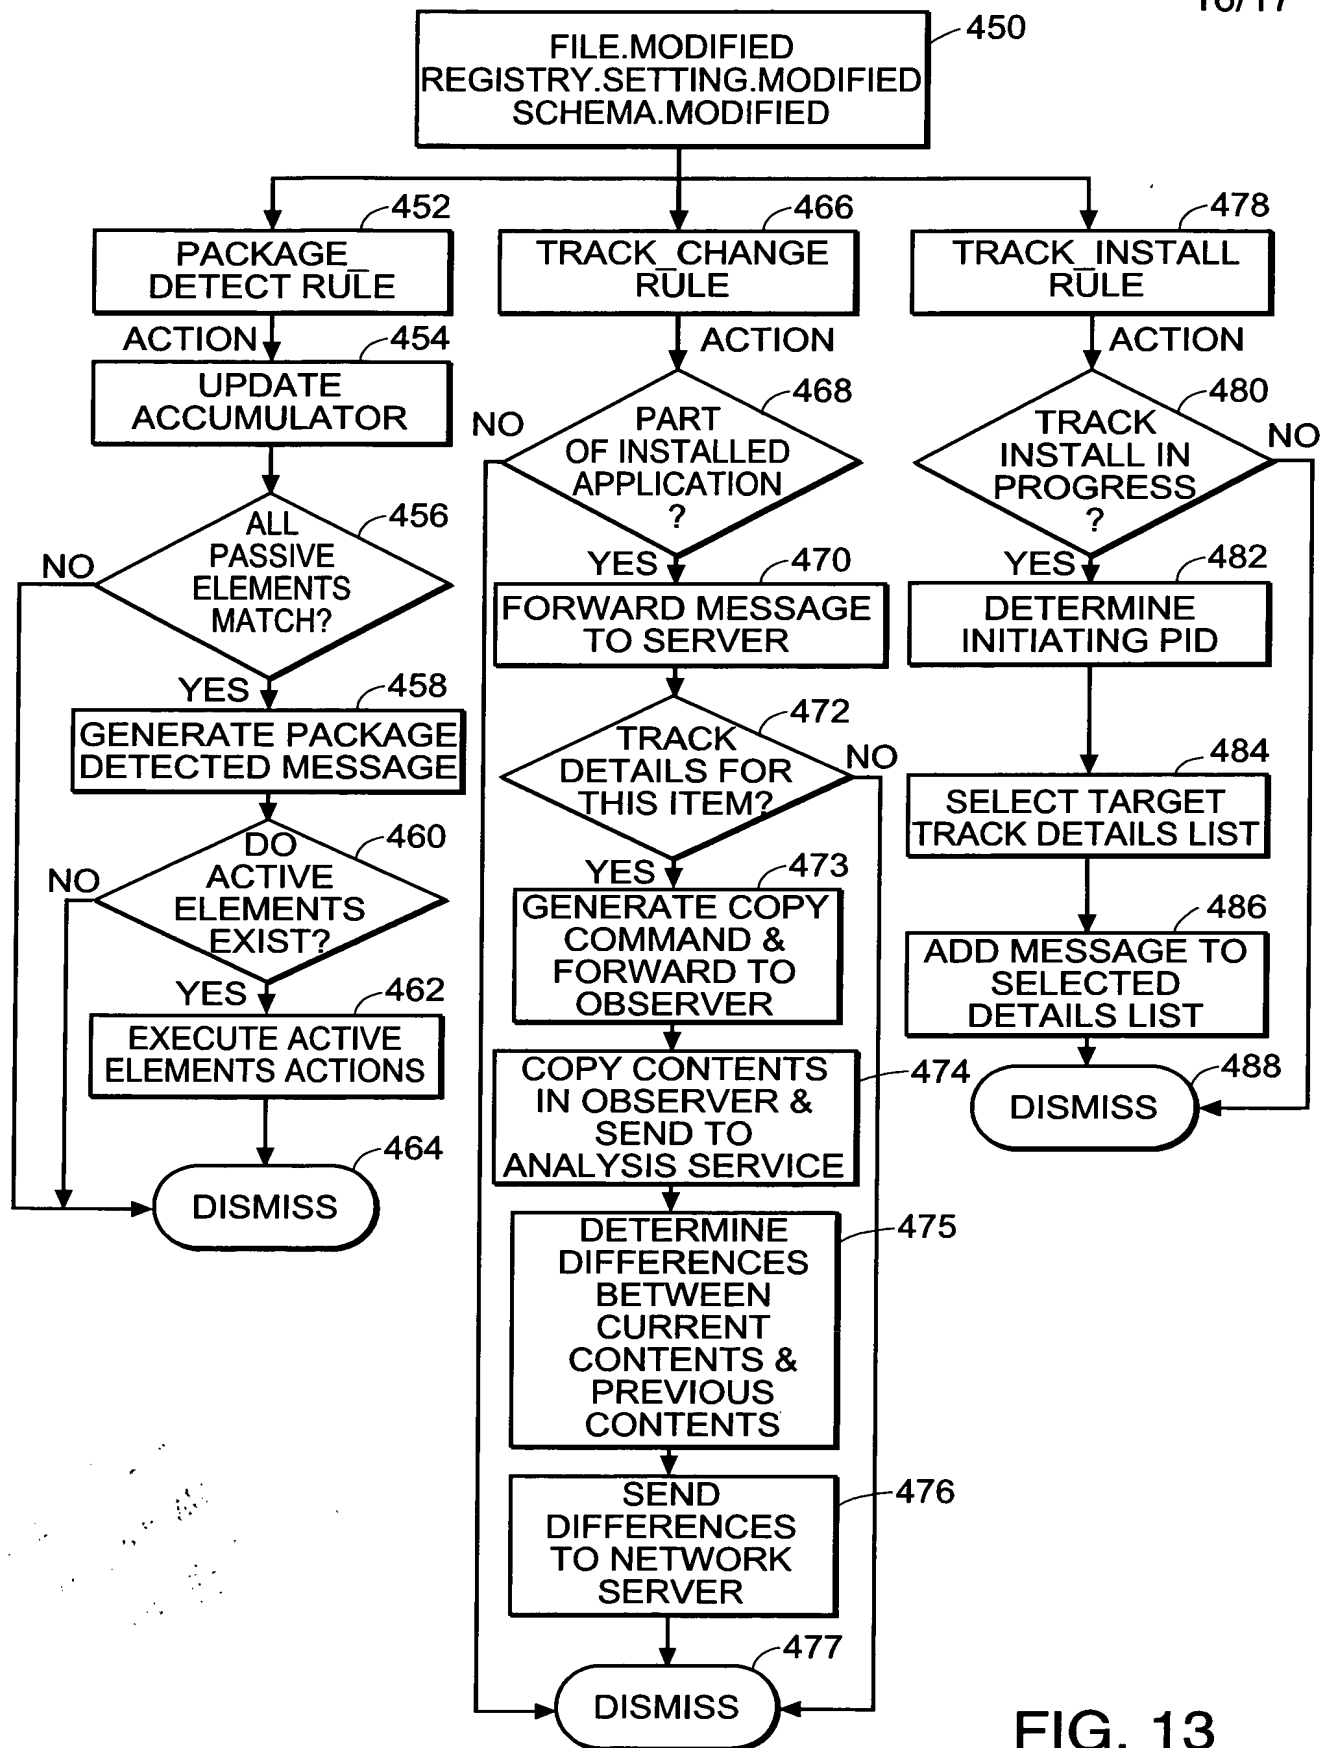 16/17
450
FILE.MODIFIED
REGISTRY.SETTING.MODIFIED
SCHEMA.MODIFIED
452
PACKAGE_
DETECT RULE
ACTION
454
UPDATE
ACCUMULATOR
456
ALL
PASSIVE
ELEMENTS
MATCH?
NO
YES
458
GENERATE PACKAGE
DETECTED MESSAGE
460
DO
ACTIVE
ELEMENTS
EXIST?
NO
YES
462
EXECUTE ACTIVE
ELEMENTS ACTIONS
464
DISMISS
466
TRACK_CHANGE
RULE
ACTION
468
PART
OF INSTALLED
APPLICATION
?
NO
YES
470
FORWARD MESSAGE
TO SERVER
472
TRACK
DETAILS FOR
THIS ITEM?
NO
YES
473
GENERATE COPY
COMMAND &
FORWARD TO
OBSERVER
474
COPY CONTENTS
IN OBSERVER &
SEND TO
ANALYSIS SERVICE
475
DETERMINE
DIFFERENCES
BETWEEN
CURRENT
CONTENTS &
PREVIOUS
CONTENTS
476
SEND
DIFFERENCES
TO NETWORK
SERVER
477
DISMISS
478
TRACK_INSTALL
RULE
ACTION
480
TRACK
INSTALL IN
PROGRESS
?
NO
YES
482
DETERMINE
INITIATING PID
484
SELECT TARGET
TRACK DETAILS LIST
486
ADD MESSAGE TO
SELECTED
DETAILS LIST
488
DISMISS
FIG. 13